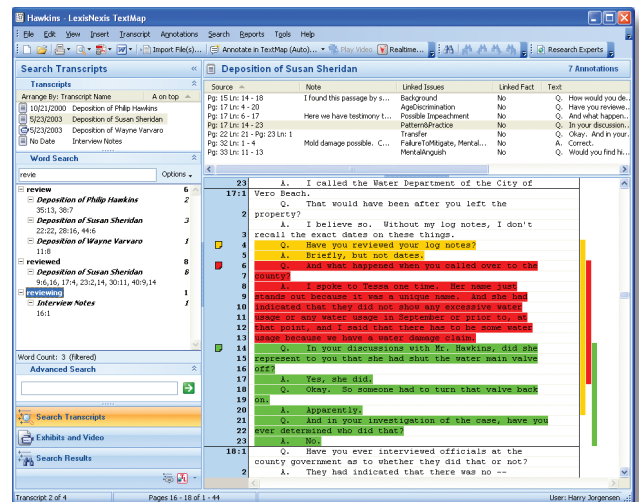 Hawkins - LexisNexis TextMap
File Edit View Insert Transcript Annotations Search Reports Tools Help
Import File(s)... Annotate in TextMap (Auto)... Play Video Realtime... Research Experts
Search Transcripts
Transcripts
Arrange By: Transcript Name A on top
10/21/2000 Deposition of Philip Hawkins
5/23/2003 Deposition of Susan Sheridan
5/23/2003 Deposition of Wayne Varvaro
No Date Interview Notes
Word Search
revie Options
review 6
Deposition of Philip Hawkins 2
35:13, 38:7
Deposition of Susan Sheridan 3
22:22, 28:16, 44:6
Deposition of Wayne Varvaro 1
11:8
reviewed 8
Deposition of Susan Sheridan 8
9:6,16, 17:4, 23:2,14, 30:11, 40:9,14
reviewing 1
Interview Notes 1
16:1
Word Count: 3 (filtered)
Advanced Search
Search Transcripts
Exhibits and Video
Search Results
Deposition of Susan Sheridan 7 Annotations
Range Note Linked Issues Linked Fact Text
Pg: 15 Ln: 14 - 18 I found this passage by s... Background No Q. How would you de...
Pg: 17 Ln: 4 - 20 AgeDiscrimination No Q. Have you reviewe...
Pg: 17 Ln: 6 - 17 Here we have testimony t... Possible Impeachment No Q. And what happen...
Pg: 17 Ln: 14 - 23 Pattern&Practice No Q. In your discussion...
Pg: 22 Ln: 21 - Pg: 23 Ln: 1 Transfer No Q. Okay. And in your...
Pg: 32 Ln: 1 - 4 Mold damage possible. C... FailureToMitigate, Mental... No A. Correct.
Pg: 33 Ln: 11 - 13 MentalAnguish No Q. Would you find hi...
23 A. I called the Water Department of the City of
17:1 Vero Beach.
Q. That would have been after you left the
2 property?
A. I believe so. Without my log notes, I don't
3 recall the exact dates on these things.
4 Q. Have you reviewed your log notes?
5 A. Briefly, but not dates.
6 Q. And what happened when you called over to the
7 county?
8 A. I spoke to Tessa one time. Her name just
9 stands out because it was a unique name. And she had
10 indicated that they did not show any excessive water
11 usage or any water usage in September or prior to, at
12 that point, and I said that there has to be some water
13 usage because we have a water damage claim.
14 Q. In your discussions with Mr. Hawkins, did she
15 represent to you that she had shut the water main valve
16 off?
17 A. Yes, she did.
18 Q. Okay. So someone had to turn that valve back
19 on.
20 A. Apparently.
21 Q. And in your investigation of the case, have you
22 ever determined who did that?
23 A. No.
18:1 Q. Have you ever interviewed officials at the
county government as to whether they did that or not?
2 A. They had indicated that there was no --
Transcript 2 of 4 Pages 16 - 18 of 1 - 44 User: Harry Jorgensen